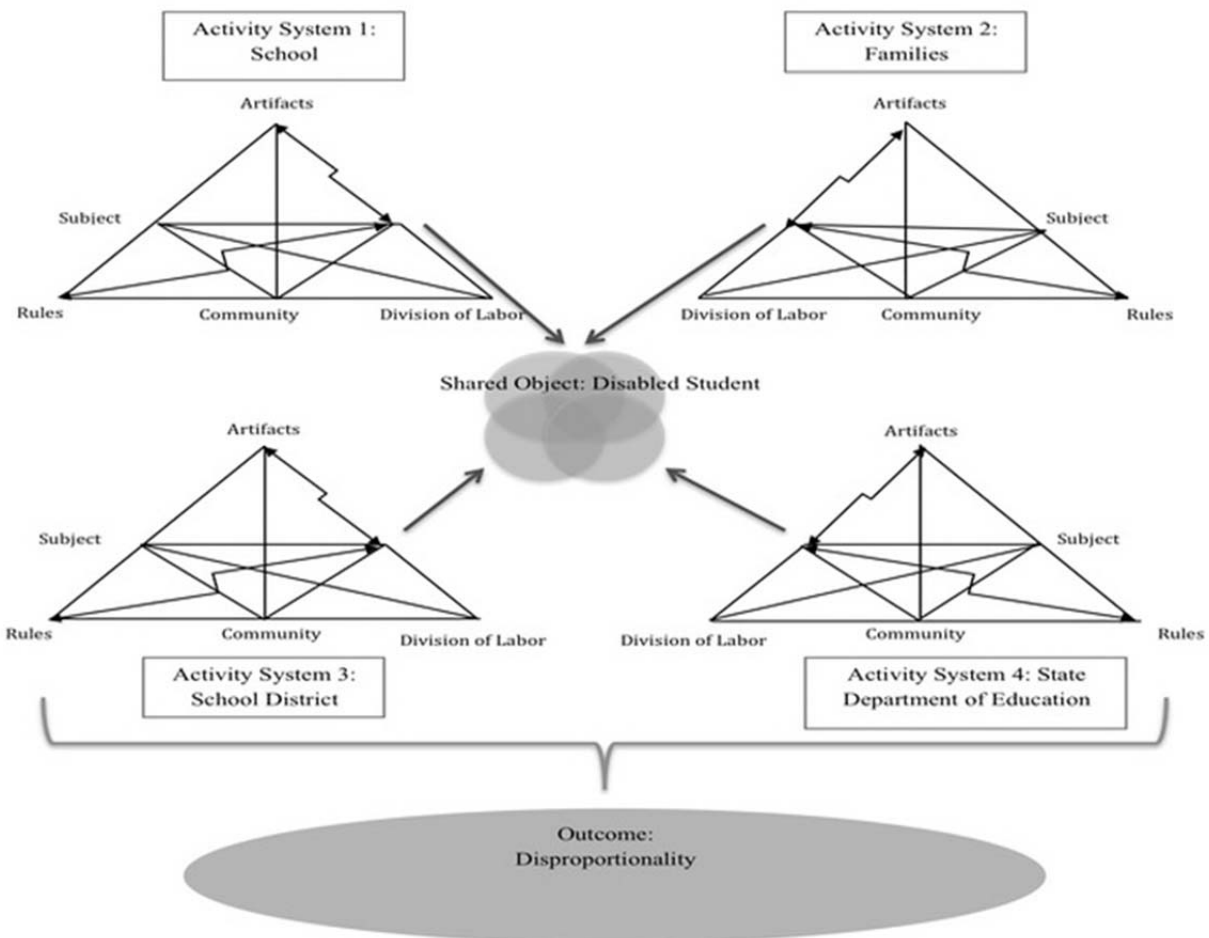 Activity System 1:
School
Activity System 2:
Families
Artifacts
Artifacts
Subject
Subject
Rules
Community
Division of Labor
Division of Labor
Community
Rules
Shared Object: Disabled Student
Artifacts
Artifacts
Subject
Subject
Rules
Community
Division of Labor
Division of Labor
Community
Rules
Activity System 3:
School District
Activity System 4: State
Department of Education
Outcome:
Disproportionality